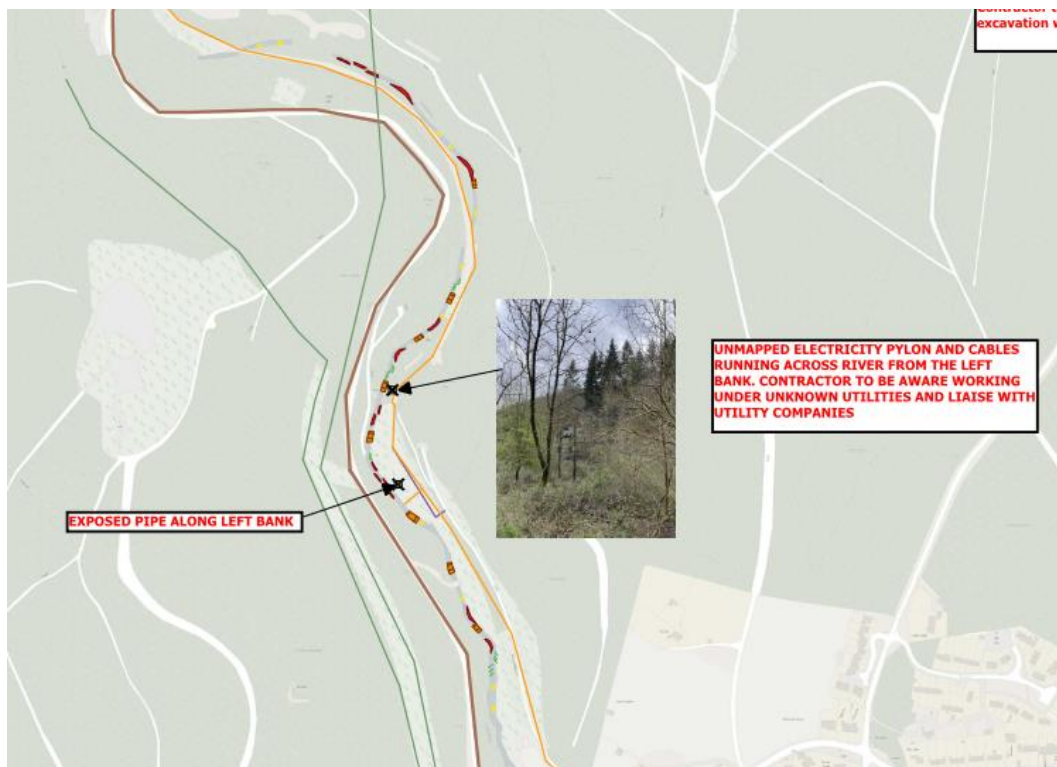 excavation w
UNMAPPED ELECTRICITY PYLON AND CABLES
RUNNING ACROSS RIVER FROM THE LEFT
BANK. CONTRACTOR TO BE AWARE WORKING
UNDER UNKNOWN UTILITIES AND LIAISE WITH
UTILITY COMPANIES
EXPOSED PIPE ALONG LEFT BANK